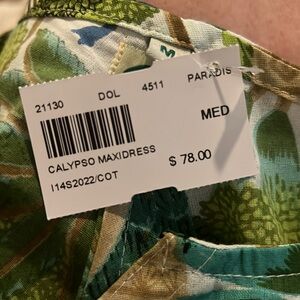 21130 DOL 4511 PARADIS
MED
CALYPSO MAXIDRESS
$ 78.00
I14S2022/COT